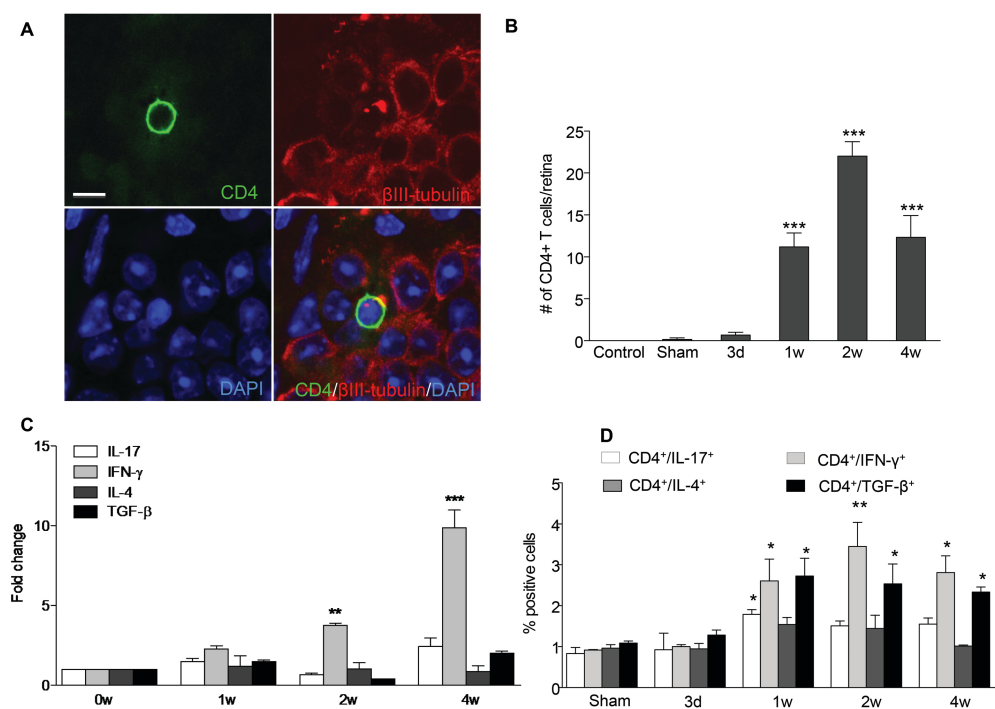 A
CD4
βIII-tubulin
DAPI
CD4/βIII-tubulin/DAPI
B
# of CD4+ T cells/retina
25
20
15
10
5
0
***
***
***
Control Sham 3d 1w 2w 4w
C
Fold change
15
10
5
0
IL-17
IFN-γ
IL-4
TGF-β
**
***
0w 1w 2w 4w
D
CD4+/IL-17+
CD4+/IFN-γ+
CD4+/IL-4+
CD4+/TGF-β+
% positive cells
5
4
3
2
1
0
*
*
*
**
*
*
*
Sham 3d 1w 2w 4w